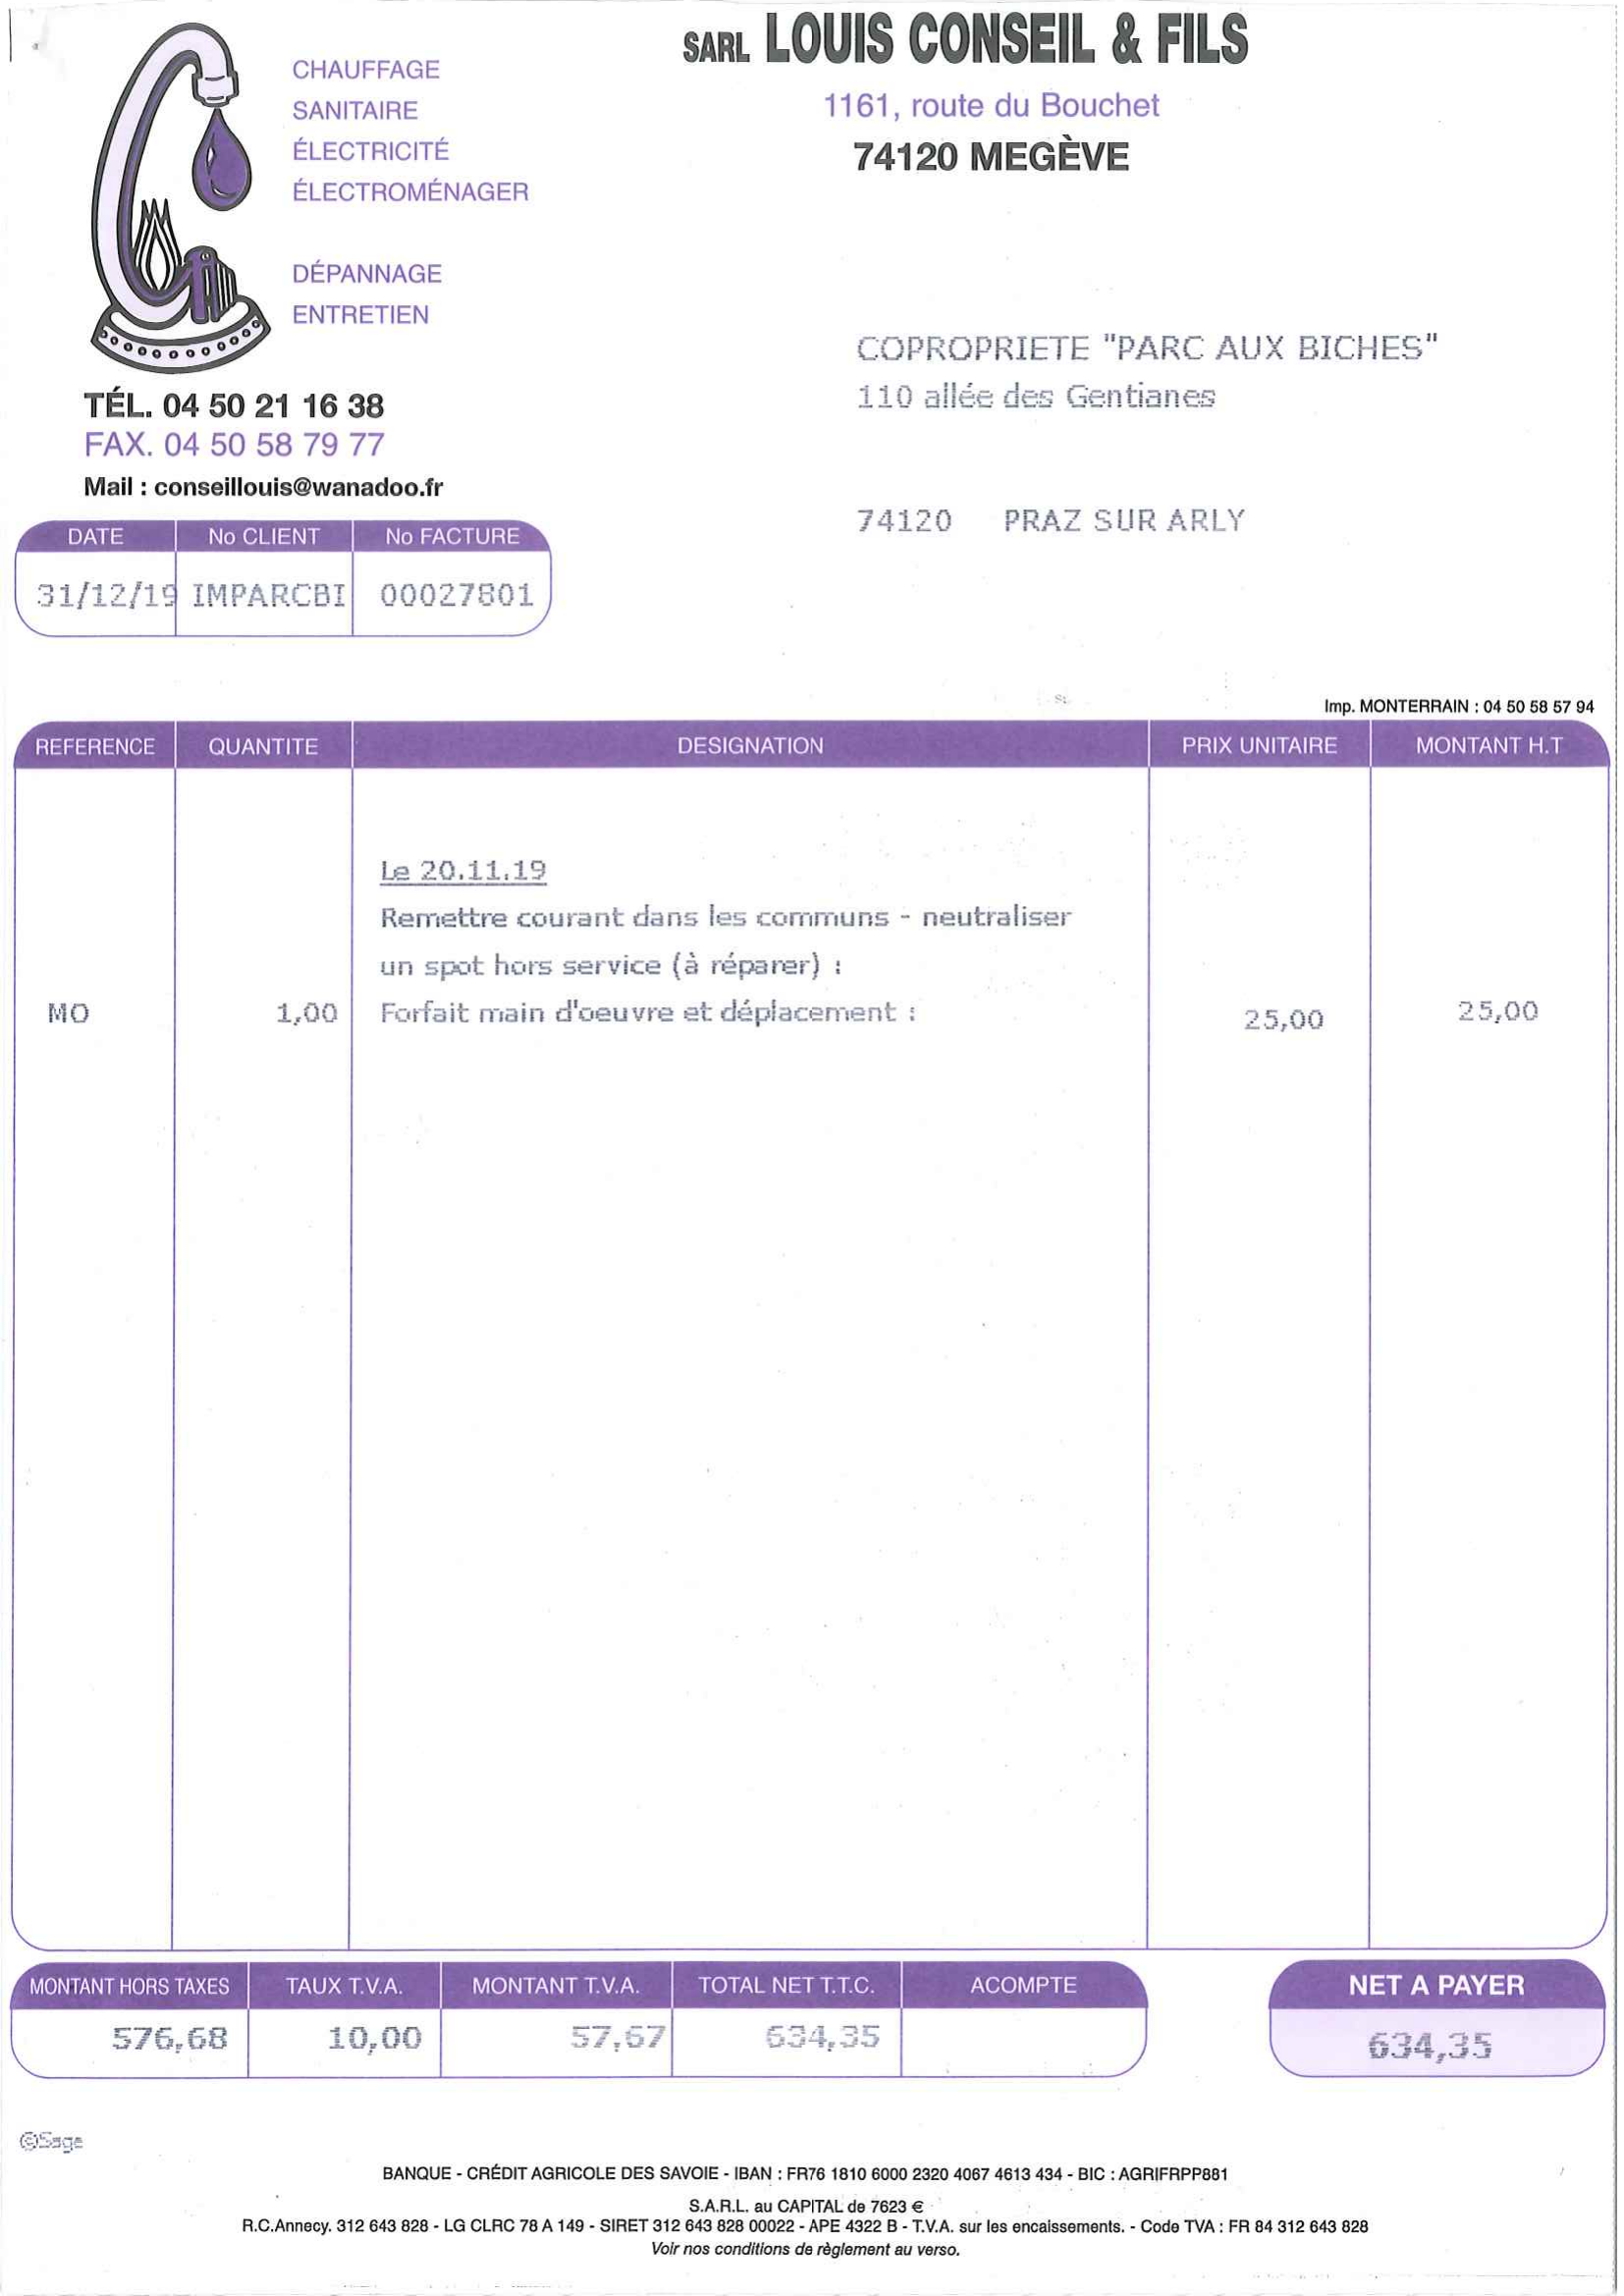 SARL LOUIS CONSEIL & FILS
1161, route du Bouchet
74120 MEGÈVE
CHAUFFAGE
SANITAIRE
ÉLECTRICITÉ
ÉLECTROMÉNAGER
DÉPANNAGE
ENTRETIEN
TÉL. 04 50 21 16 38
FAX. 04 50 58 79 77
Mail : conseillouis@wanadoo.fr
COPROPRIETE "PARC AUX BICHES"
110 allée des Gentianes
74120 PRAZ SUR ARLY
DATE No CLIENT No FACTURE
31/12/19 IMPARCBI 00027801
Imp. MONTERRAIN : 04 50 58 57 94
REFERENCE QUANTITE DESIGNATION PRIX UNITAIRE MONTANT H.T
Le 20.11.19
Remettre courant dans les communs - neutraliser
un spot hors service (à réparer) :
MO 1,00 Forfait main d'oeuvre et déplacement : 25,00 25,00
MONTANT HORS TAXES TAUX T.V.A. MONTANT T.V.A. TOTAL NET T.T.C. ACOMPTE NET A PAYER
576,68 10,00 57,67 634,35 634,35
©Sage
BANQUE - CRÉDIT AGRICOLE DES SAVOIE - IBAN : FR76 1810 6000 2320 4067 4613 434 - BIC : AGRIFRPP881
S.A.R.L. au CAPITAL de 7623 €
R.C.Annecy. 312 643 828 - LG CLRC 78 A 149 - SIRET 312 643 828 00022 - APE 4322 B - T.V.A. sur les encaissements. - Code TVA : FR 84 312 643 828
Voir nos conditions de règlement au verso.